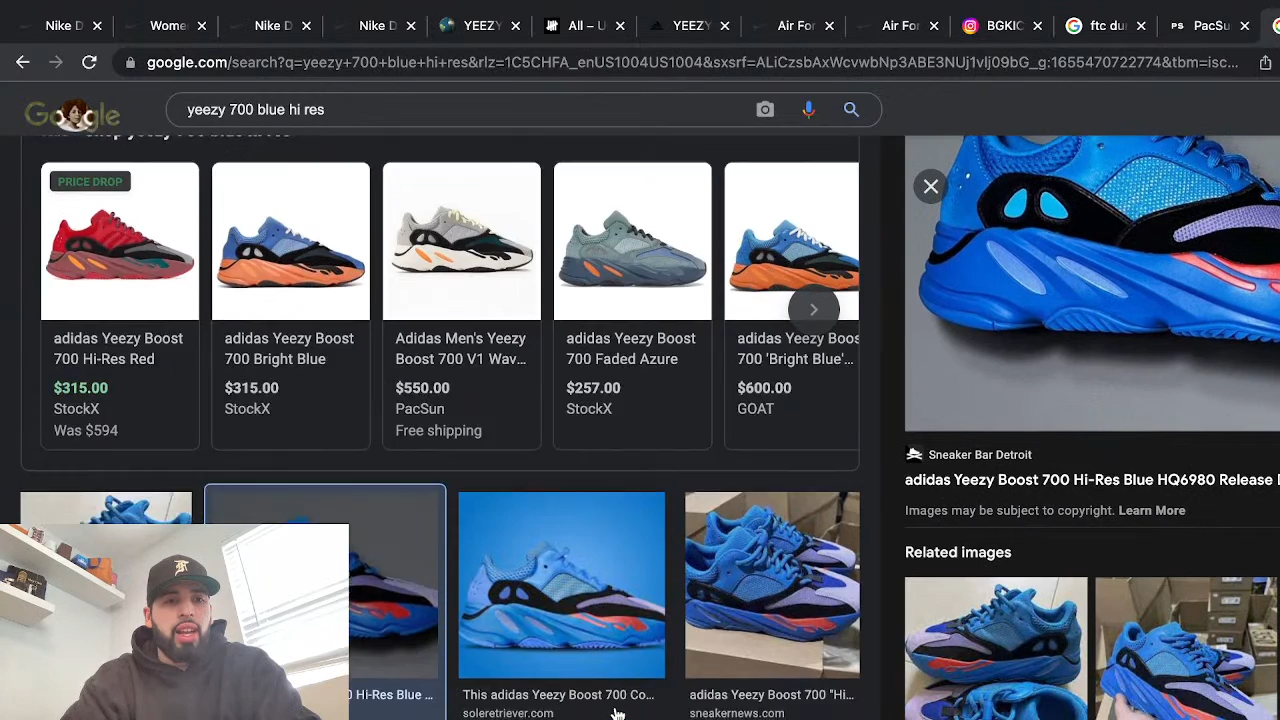 Nike D
Wome
Nike D
Nike D
YEEZY
All – U
YEEZY
Air For
Air For
BGKIC
ftc du
PS
PacSu
google.com/search?q=yeezy+700+blue+hi+res&rlz=1C5CHFA_enUS1004US1004&sxsrf=ALiCzsbAxWcvwbNp3ABE3NUj1vlj09bG_g:1655470722774&tbm=isc...
Google
yeezy 700 blue hi res
PRICE DROP
adidas Yeezy Boost
700 Hi-Res Red
$315.00
StockX
Was $594
adidas Yeezy Boost
700 Bright Blue
$315.00
StockX
Adidas Men's Yeezy
Boost 700 V1 Wav...
$550.00
PacSun
Free shipping
adidas Yeezy Boost
700 Faded Azure
$257.00
StockX
adidas Yeezy Boos
700 'Bright Blue'...
$600.00
GOAT
Hi-Res Blue ...
This adidas Yeezy Boost 700 Co...
soleretriever.com
adidas Yeezy Boost 700 "Hi...
sneakernews.com
Sneaker Bar Detroit
adidas Yeezy Boost 700 Hi-Res Blue HQ6980 Release
Images may be subject to copyright. Learn More
Related images